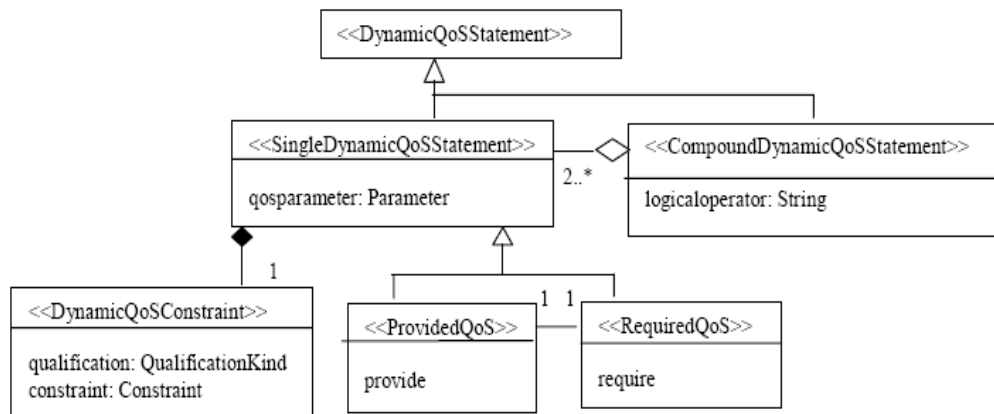 <<DynamicQoSStatement>>
<<SingleDynamicQoSStatement>>
qosparameter: Parameter
2..*
<<CompoundDynamicQoSStatement>>
logicaloperator: String
1
<<DynamicQoSConstraint>>
qualification: QualificationKind
constraint: Constraint
<<ProvidedQoS>>
provide
1 1
<<RequiredQoS>>
require